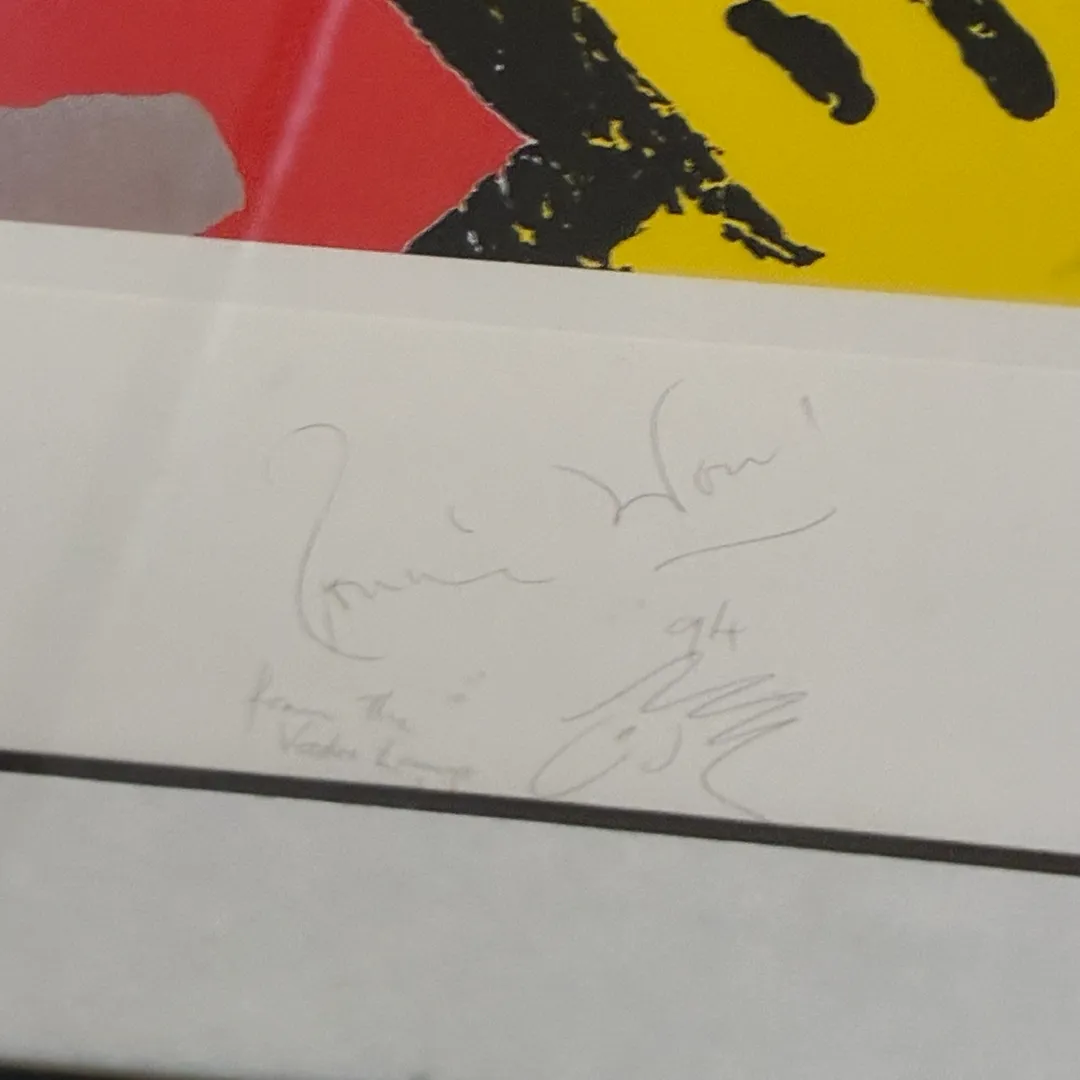 Ronnie Wood
'94
from the
Voodoo Lounge